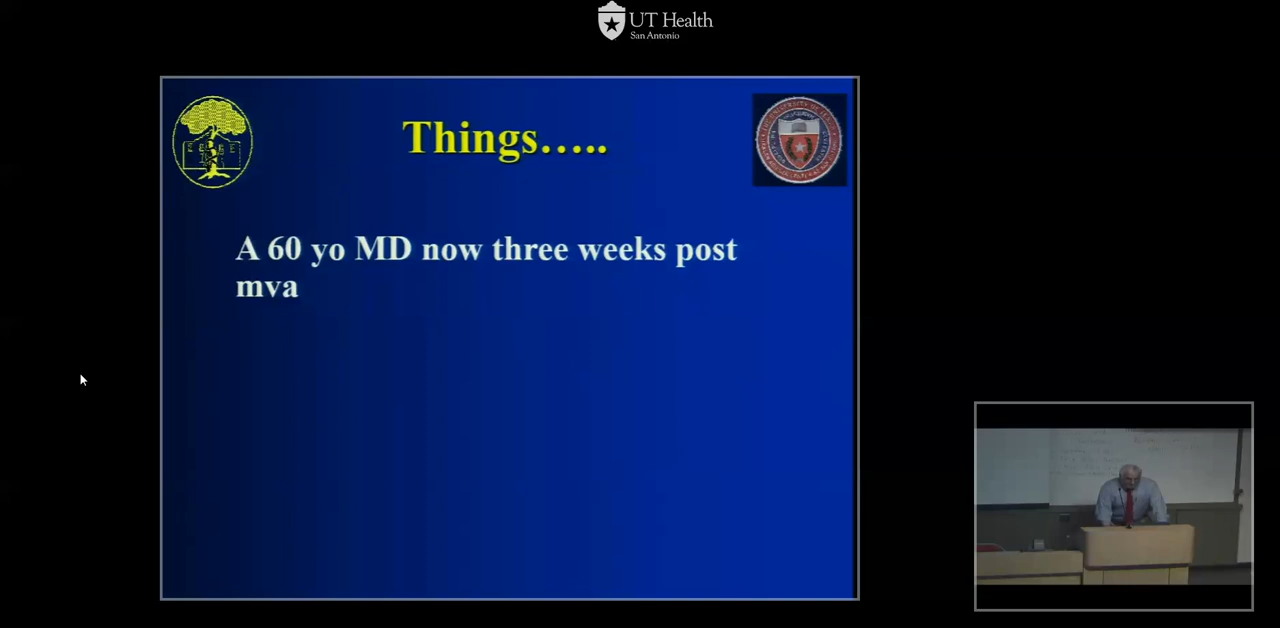 UT Health
San Antonio
Things…..
A 60 yo MD now three weeks post
mva